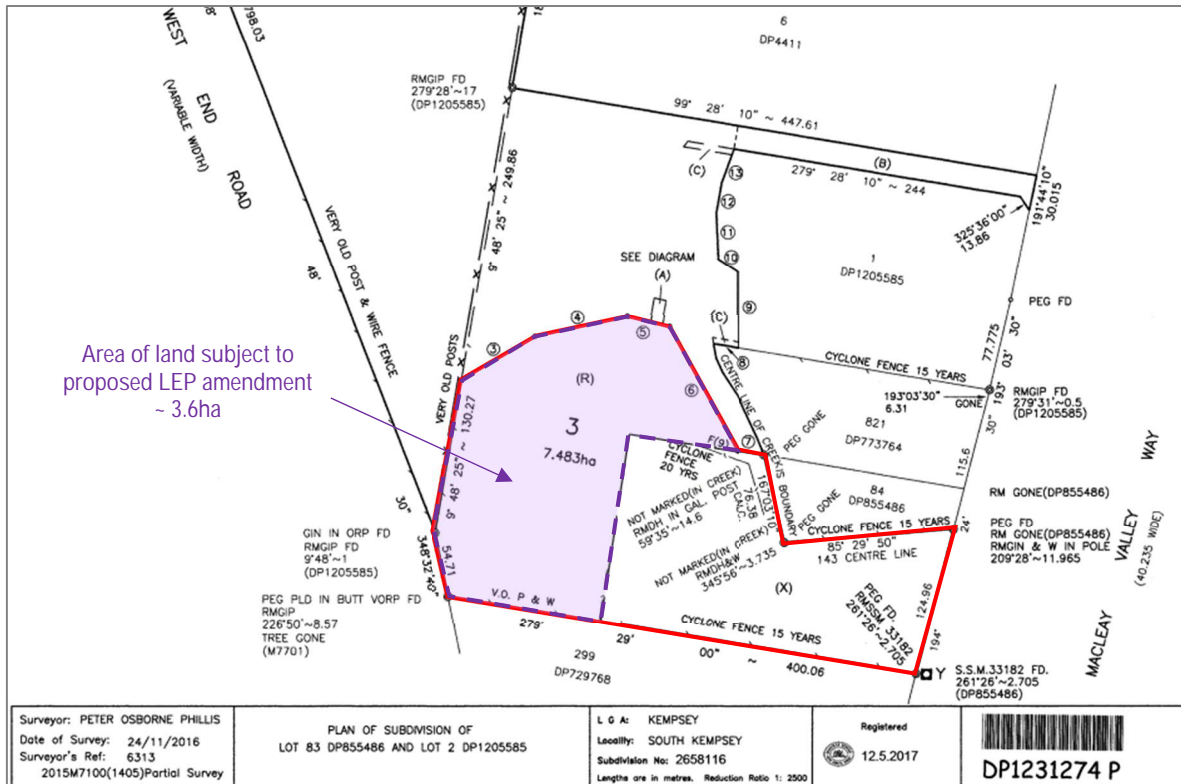 WEST
END
ROAD
(VARIABLE WIDTH)
798.03
VERY OLD POST & WIRE FENCE
48'
30"
RMGIP FD
279°28'~17
(DP1205585)
9° 48' 25" ~ 249.86
6
DP4411
99° 28' 10" ~ 447.61
(B)
279° 28' 10" ~ 244
191°44'10"
30.015
325°36'00"
13.86
(C)
13
12
11
10
9
1
DP1205585
PEG FD
77.775
193° 03' 30"
SEE DIAGRAM
(A)
3
4
5
6
(C)
8
7
CYCLONE FENCE 15 YEARS
193°03'30"
6.31
GONE
RMGIP FD
279°31'~0.5
(DP1205585)
821
DP773764
115.6
30"
CENTRE LINE OF CREEK IS BOUNDARY
PEG GONE
84
DP855486
RM GONE(DP855486)
24'
PEG FD
RM GONE(DP855486)
RMGIN & W IN POLE
209°28'~11.965
Area of land subject to
proposed LEP amendment
~ 3.6ha
VERY OLD POSTS
9° 48' 25" ~ 130.27
(R)
3
7.483ha
F(9)
CYCLONE
FENCE
20 YRS
NOT MARKED(IN CREEK)
RMDH IN GAL. POST
59°35'~14.6
76.38
CALC.
167°03'10"
PEG GONE
CYCLONE FENCE 15 YEARS
85° 29' 50"
143 CENTRE LINE
NOT MARKED(IN CREEK)
RMDH&W
345°56'~3.735
(X)
GIN IN ORP FD
RMGIP FD
9°48'~1
(DP1205585)
54.71
348°32'40"
PEG PLD IN BUTT VORP FD
RMGIP
226°50'~8.57
TREE GONE
(M7701)
V.O. P & W
CYCLONE FENCE 15 YEARS
279° 29' 00" ~ 400.06
299
DP729768
PEG FD.
RMSSM 33182
261°26'~2.705
124.96
194°
Y
S.S.M.33182 FD.
261°26'~2.705
(DP855486)
MACLEAY VALLEY WAY
(40.235 WIDE)
Surveyor: PETER OSBORNE PHILLIS
Date of Survey: 24/11/2016
Surveyor's Ref: 6313
2015M7100(1405)Partial Survey
PLAN OF SUBDIVISION OF
LOT 83 DP855486 AND LOT 2 DP1205585
L G A: KEMPSEY
Locality: SOUTH KEMPSEY
Subdivision No: 2658116
Lengths are in metres. Reduction Ratio 1: 2500
Registered
12.5.2017
DP1231274 P